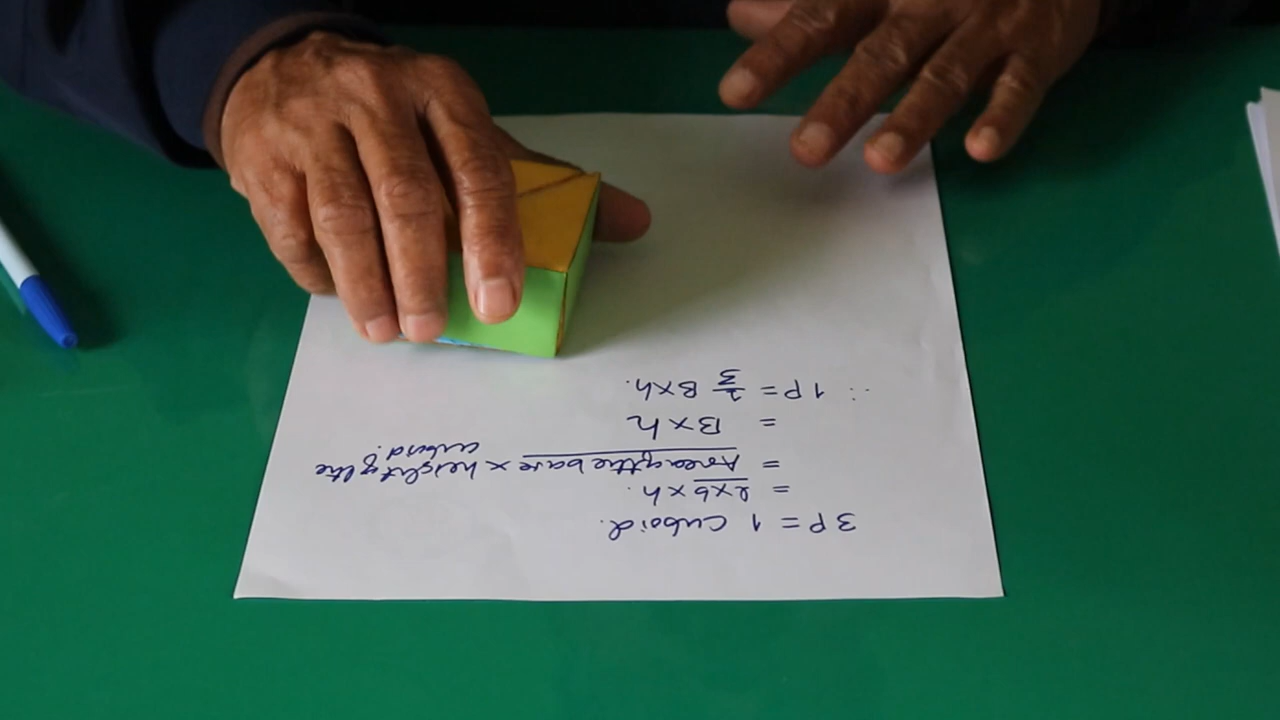 3P = 1 Cuboid.
= l×b × h.
= Area of the base × height of the cuboid.
= B × h
∴ 1P = 1/3 B×h.